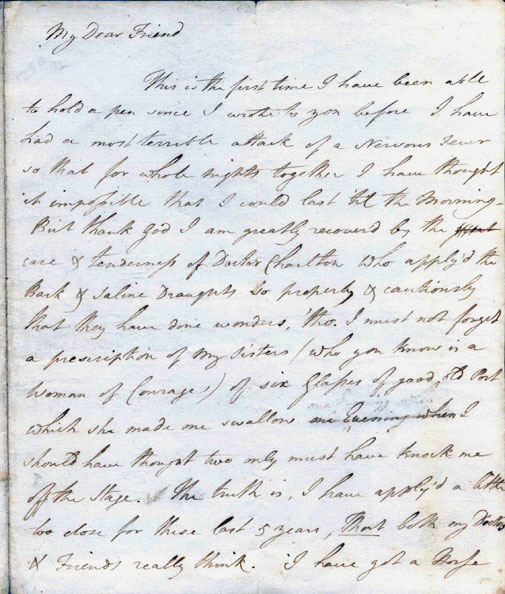 My Dear Friend
This is the first time I have been able
to hold a pen since I wrote to you before I have
had a most terrible attack of a Nervous Fever
so that for whole nights together I have thought
it impossible that I could last 'til the Morning -
But thank God I am greatly recoverd by the great
care & tenderness of Doctor Charlton who apply'd the
Bark & Saline Draughts so properly & cautiously
that they have done wonders, 'tho. I must not forget
a prescription of my Sisters (who you know is a
Woman of Courage) of six Glasses of good, old Port
which she made me swallow one Evening when I
should have thought two only must have knock me
off the Stage. The truth is, I have apply'd a little
too close for these last 5 years, that both my Doctor
& Friends really think. I have got a Horse